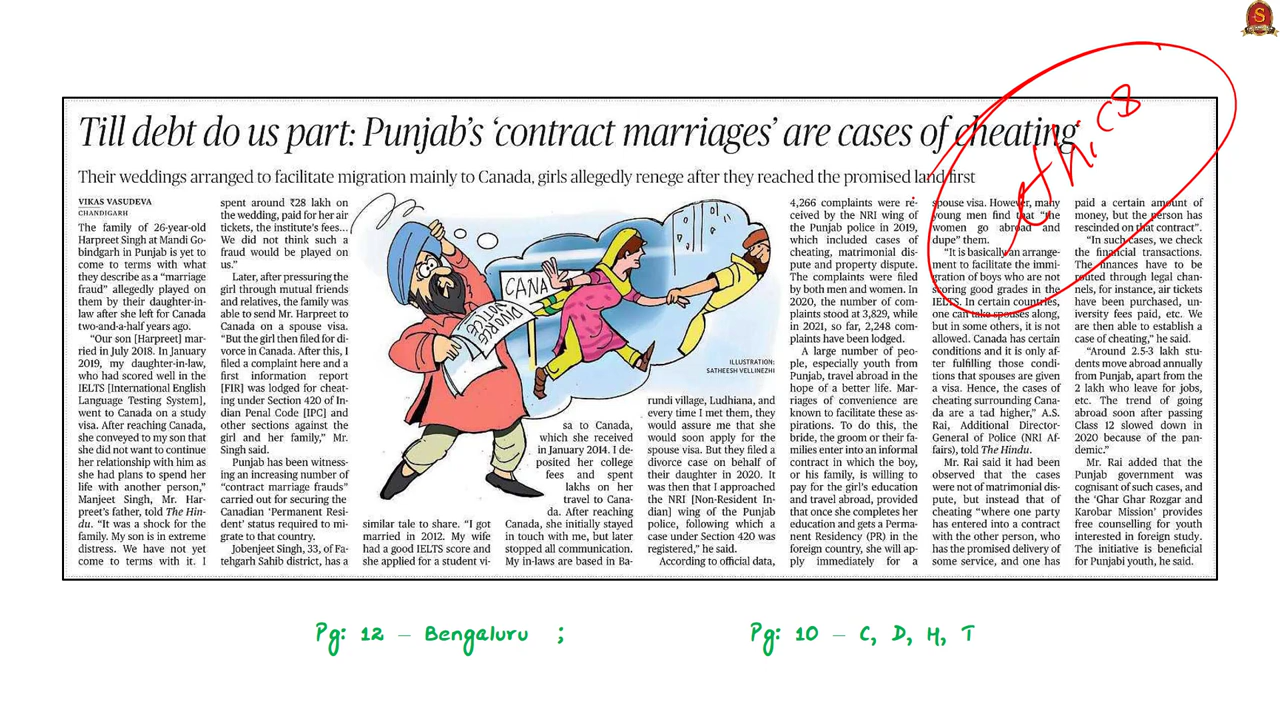 Till debt do us part: Punjab's 'contract marriages' are cases of cheating
ethics
Their weddings arranged to facilitate migration mainly to Canada, girls allegedly renege after they reached the promised land first
VIKAS VASUDEVA
CHANDIGARH
The family of 26-year-old
Harpreet Singh at Mandi Go-
bindgarh in Punjab is yet to
come to terms with what
they describe as a "marriage
fraud" allegedly played on
them by their daughter-in-
law after she left for Canada
two-and-a-half years ago.
"Our son [Harpreet] mar-
ried in July 2018. In January
2019, my daughter-in-law,
who had scored well in the
IELTS [International English
Language Testing System],
went to Canada on a study
visa. After reaching Canada,
she conveyed to my son that
she did not want to continue
her relationship with him as
she had plans to spend her
life with another person,"
Manjeet Singh, Mr. Har-
preet's father, told The Hin-
du. "It was a shock for the
family. My son is in extreme
distress. We have not yet
come to terms with it. I
spent around ₹28 lakh on
the wedding, paid for her air
tickets, the institute's fees...
We did not think such a
fraud would be played on
us."
Later, after pressuring the
girl through mutual friends
and relatives, the family was
able to send Mr. Harpreet to
Canada on a spouse visa.
"But the girl then filed for di-
vorce in Canada. After this, I
filed a complaint here and a
first information report
[FIR] was lodged for cheat-
ing under Section 420 of In-
dian Penal Code [IPC] and
other sections against the
girl and her family," Mr.
Singh said.
Punjab has been witness-
ing an increasing number of
"contract marriage frauds"
carried out for securing the
Canadian 'Permanent Resi-
dent' status required to mi-
grate to that country.
Jobenjeet Singh, 33, of Fa-
tehgarh Sahib district, has a
CANA
DIVORCE
NOTICE
ILLUSTRATION:
SATHEESH VELLINEZHI
similar tale to share. "I got
married in 2012. My wife
had a good IELTS score and
she applied for a student vi-
sa to Canada,
which she received
in January 2014. I de-
posited her college
fees and spent
lakhs on her
travel to Cana-
da. After reaching
Canada, she initially stayed
in touch with me, but later
stopped all communication.
My in-laws are based in Ba-
rundi village, Ludhiana, and
every time I met them, they
would assure me that she
would soon apply for the
spouse visa. But they filed a
divorce case on behalf of
their daughter in 2020. It
was then that I approached
the NRI [Non-Resident In-
dian] wing of the Punjab
police, following which a
case under Section 420 was
registered," he said.
According to official data,
4,266 complaints were re-
ceived by the NRI wing of
the Punjab police in 2019,
which included cases of
cheating, matrimonial dis-
pute and property dispute.
The complaints were filed
by both men and women. In
2020, the number of com-
plaints stood at 3,829, while
in 2021, so far, 2,248 com-
plaints have been lodged.
A large number of peo-
ple, especially youth from
Punjab, travel abroad in the
hope of a better life. Mar-
riages of convenience are
known to facilitate these as-
pirations. To do this, the
bride, the groom or their fa-
milies enter into an informal
contract in which the boy,
or his family, is willing to
pay for the girl's education
and travel abroad, provided
that once she completes her
education and gets a Perma-
nent Residency (PR) in the
foreign country, she will ap-
ply immediately for a
spouse visa. However, many
young men find that "the
women go abroad and
dupe" them.
"It is basically an arrange-
ment to facilitate the immi-
gration of boys who are not
scoring good grades in the
IELTS. In certain countries,
one can take spouses along,
but in some others, it is not
allowed. Canada has certain
conditions and it is only af-
ter fulfilling those condi-
tions that spouses are given
a visa. Hence, the cases of
cheating surrounding Cana-
da are a tad higher," A.S.
Rai, Additional Director-
General of Police (NRI Af-
fairs), told The Hindu.
Mr. Rai said it had been
observed that the cases
were not of matrimonial dis-
pute, but instead that of
cheating "where one party
has entered into a contract
with the other person, who
has the promised delivery of
some service, and one has
paid a certain amount of
money, but the person has
rescinded on that contract".
"In such cases, we check
the financial transactions.
The finances have to be
routed through legal chan-
nels, for instance, air tickets
have been purchased, un-
iversity fees paid, etc. We
are then able to establish a
case of cheating," he said.
"Around 2.5-3 lakh stu-
dents move abroad annually
from Punjab, apart from the
2 lakh who leave for jobs,
etc. The trend of going
abroad soon after passing
Class 12 slowed down in
2020 because of the pan-
demic."
Mr. Rai added that the
Punjab government was
cognisant of such cases, and
the 'Ghar Ghar Rozgar and
Karobar Mission' provides
free counselling for youth
interested in foreign study.
The initiative is beneficial
for Punjabi youth, he said.
Pg: 12 – Bengaluru ;
Pg: 10 – C, D, H, T